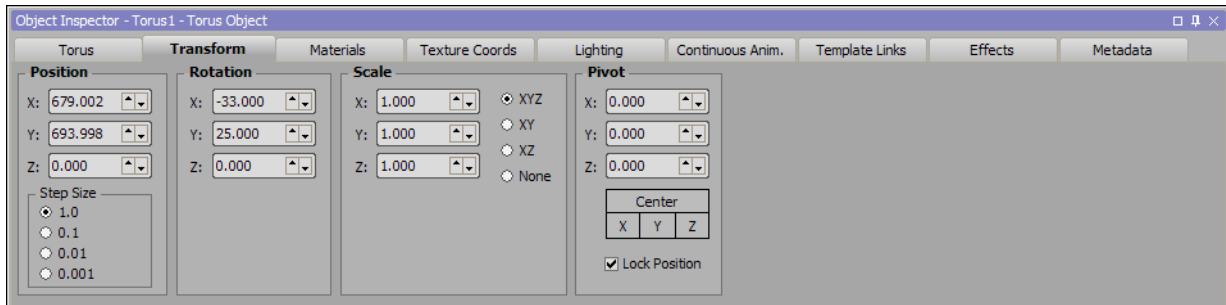 Object Inspector - Torus1 - Torus Object
Torus Transform Materials Texture Coords Lighting Continuous Anim. Template Links Effects Metadata
Position
X: 679.002
Y: 693.998
Z: 0.000
Step Size
1.0
0.1
0.01
0.001
Rotation
X: -33.000
Y: 25.000
Z: 0.000
Scale
X: 1.000
Y: 1.000
Z: 1.000
XYZ
XY
XZ
None
Pivot
X: 0.000
Y: 0.000
Z: 0.000
Center
X Y Z
Lock Position